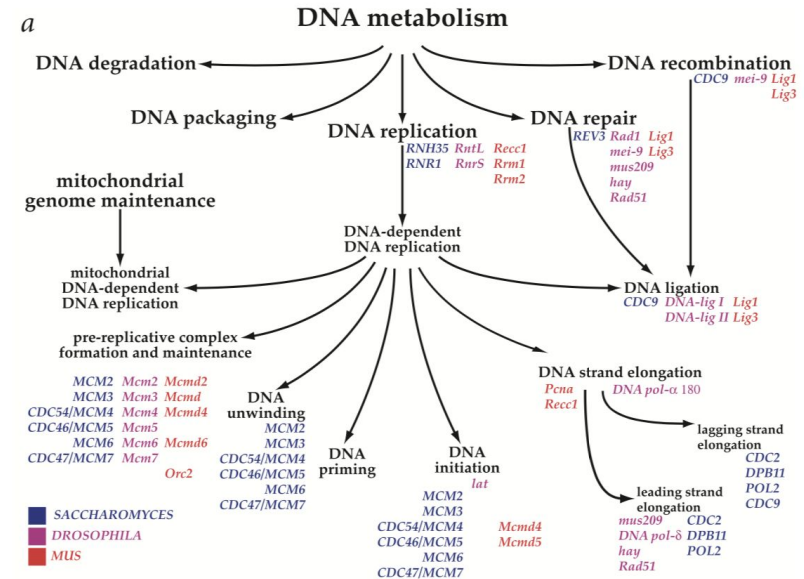 a
DNA metabolism
DNA degradation
DNA recombination
CDC9 mei-9 Lig1
Lig3
DNA packaging
DNA replication
RNH35 RntL Recc1
RNR1 RnrS Rrm1
Rrm2
DNA repair
REV3 Rad1 Lig1
mei-9 Lig3
mus209
hay
Rad51
mitochondrial
genome maintenance
DNA-dependent
DNA replication
mitochondrial
DNA-dependent
DNA replication
DNA ligation
CDC9 DNA-lig I Lig1
DNA-lig II Lig3
pre-replicative complex
formation and maintenance
MCM2 Mcm2 Mcmd2
MCM3 Mcm3 Mcmd
CDC54/MCM4 Mcm4 Mcmd4
CDC46/MCM5 Mcm5
MCM6 Mcm6 Mcmd6
CDC47/MCM7 Mcm7
Orc2
DNA
unwinding
MCM2
MCM3
CDC54/MCM4
CDC46/MCM5
MCM6
CDC47/MCM7
DNA
priming
DNA
initiation
lat
MCM2
MCM3
CDC54/MCM4 Mcmd4
CDC46/MCM5 Mcmd5
MCM6
CDC47/MCM7
DNA strand elongation
Pcna DNA pol-α 180
Recc1
lagging strand
elongation
CDC2
DPB11
POL2
CDC9
leading strand
elongation
mus209 CDC2
DNA pol-δ DPB11
hay POL2
Rad51
SACCHAROMYCES
DROSOPHILA
MUS